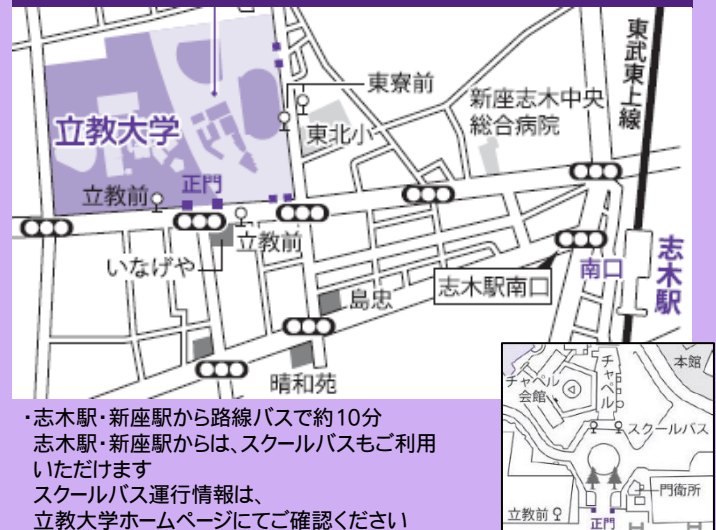 東武東上線
東寮前
新座志木中央
総合病院
立教大学
東北小
正門
立教前
立教前
いなげや
志木駅
南口
志木駅南口
島忠
晴和苑
チャペル
本館
チャペル
会館
スクールバス
門衛所
立教前
正門
・志木駅・新座駅から路線バスで約10分
志木駅・新座駅からは、スクールバスもご利用
いただけます
スクールバス運行情報は、
立教大学ホームページにてご確認ください